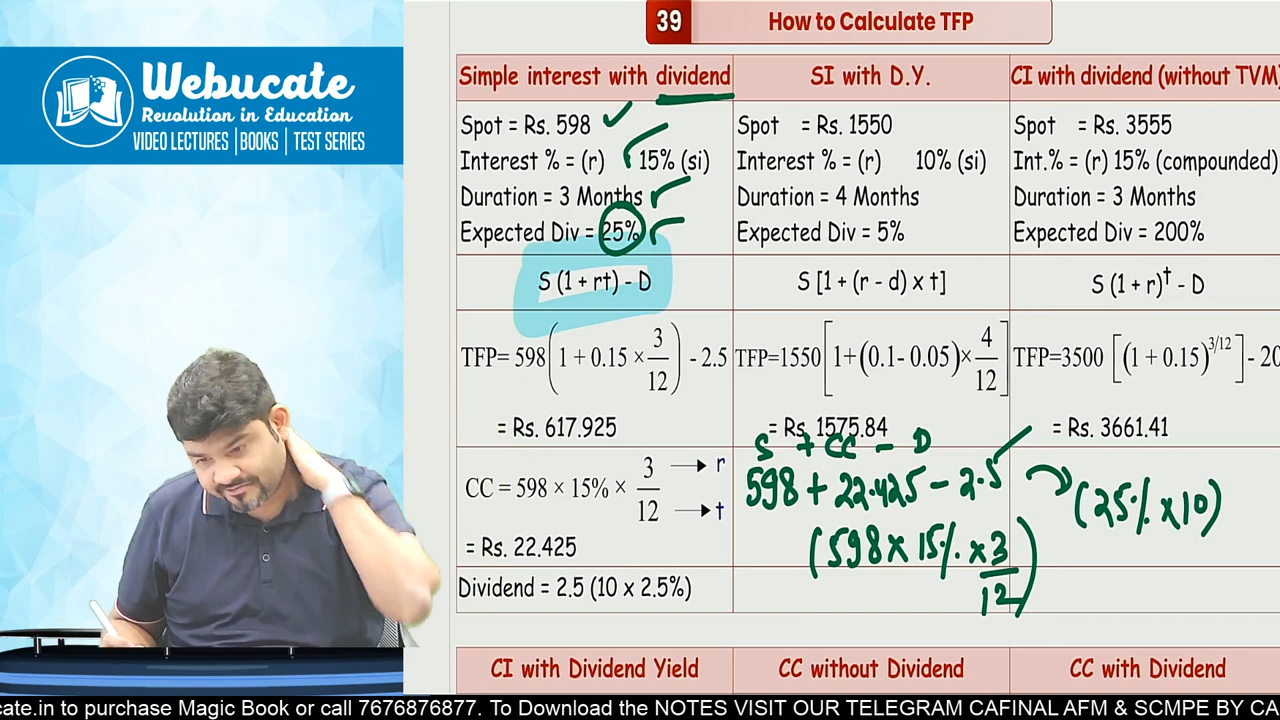 39
How to Calculate TFP
Webucate
Revolution in Education
VIDEO LECTURES | BOOKS | TEST SERIES
Simple interest with dividend
Spot = Rs. 598
Interest % = (r) 15% (si)
Duration = 3 Months
Expected Div = 25%
S (1 + rt) - D
TFP= 598(1 + 0.15 × 3/12) - 2.5
= Rs. 617.925
CC = 598 × 15% × 3/12 → r → t
= Rs. 22.425
Dividend = 2.5 (10 x 2.5%)
SI with D.Y.
Spot = Rs. 1550
Interest % = (r) 10% (si)
Duration = 4 Months
Expected Div = 5%
S [1 + (r - d) x t]
TFP=1550[1+(0.1- 0.05)× 4/12]
= Rs. 1575.84
S + CC - D
598 + 22.425 - 2.5 (25% × 10)
(598 × 15% × 3/12)
CI with dividend (without TVM)
Spot = Rs. 3555
Int.% = (r) 15% (compounded)
Duration = 3 Months
Expected Div = 200%
S (1 + r)^t - D
TFP=3500 [(1 + 0.15)^3/12] - 20
= Rs. 3661.41
CI with Dividend Yield
CC without Dividend
CC with Dividend
cate.in to purchase Magic Book or call 7676876877. To Download the NOTES VISIT OUR TELEGRAM CAFINAL AFM & SCMPE BY CA